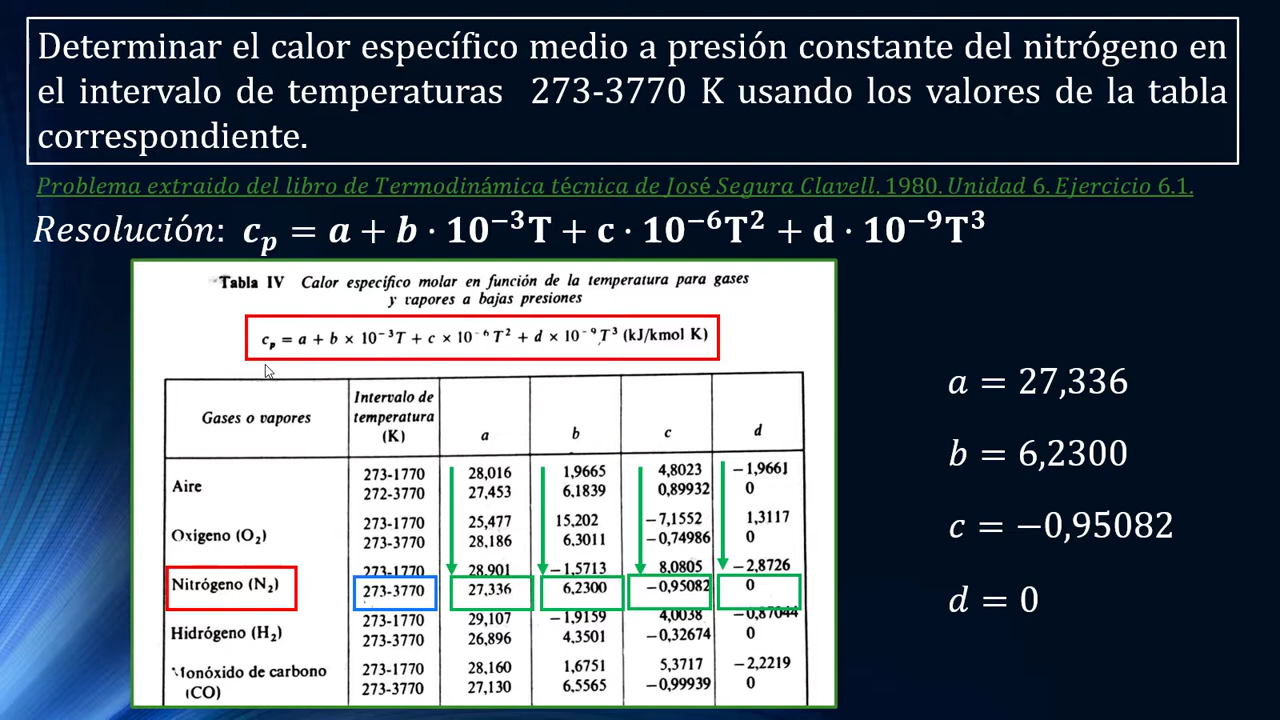 Determinar el calor específico medio a presión constante del nitrógeno en
el intervalo de temperaturas 273-3770 K usando los valores de la tabla
correspondiente.
Problema extraido del libro de Termodinámica técnica de José Segura Clavell. 1980. Unidad 6. Ejercicio 6.1.
Resolución: cₚ = a + b · 10⁻³T + c · 10⁻⁶T² + d · 10⁻⁹T³
Tabla IV Calor específico molar en función de la temperatura para gases
y vapores a bajas presiones
cₚ = a + b × 10⁻³T + c × 10⁻⁶T² + d × 10⁻⁹T³ (kJ/kmol K)
Gases o vapores Intervalo de temperatura (K) a b c d
Aire 273-1770 28,016 1,9665 4,8023 −1,9661
272-3770 27,453 6,1839 0,89932 0
Oxígeno (O₂) 273-1770 25,477 15,202 −7,1552 1,3117
273-3770 28,186 6,3011 −0,74986 0
Nitrógeno (N₂) 273-1770 28,901 −1,5713 8,0805 −2,8726
273-3770 27,336 6,2300 −0,95082 0
Hidrógeno (H₂) 273-1770 29,107 −1,9159 4,0038 −0,87044
273-3770 26,896 4,3501 −0,32674 0
Monóxido de carbono (CO) 273-1770 28,160 1,6751 5,3717 −2,2219
273-3770 27,130 6,5565 −0,99939 0
a = 27,336
b = 6,2300
c = −0,95082
d = 0